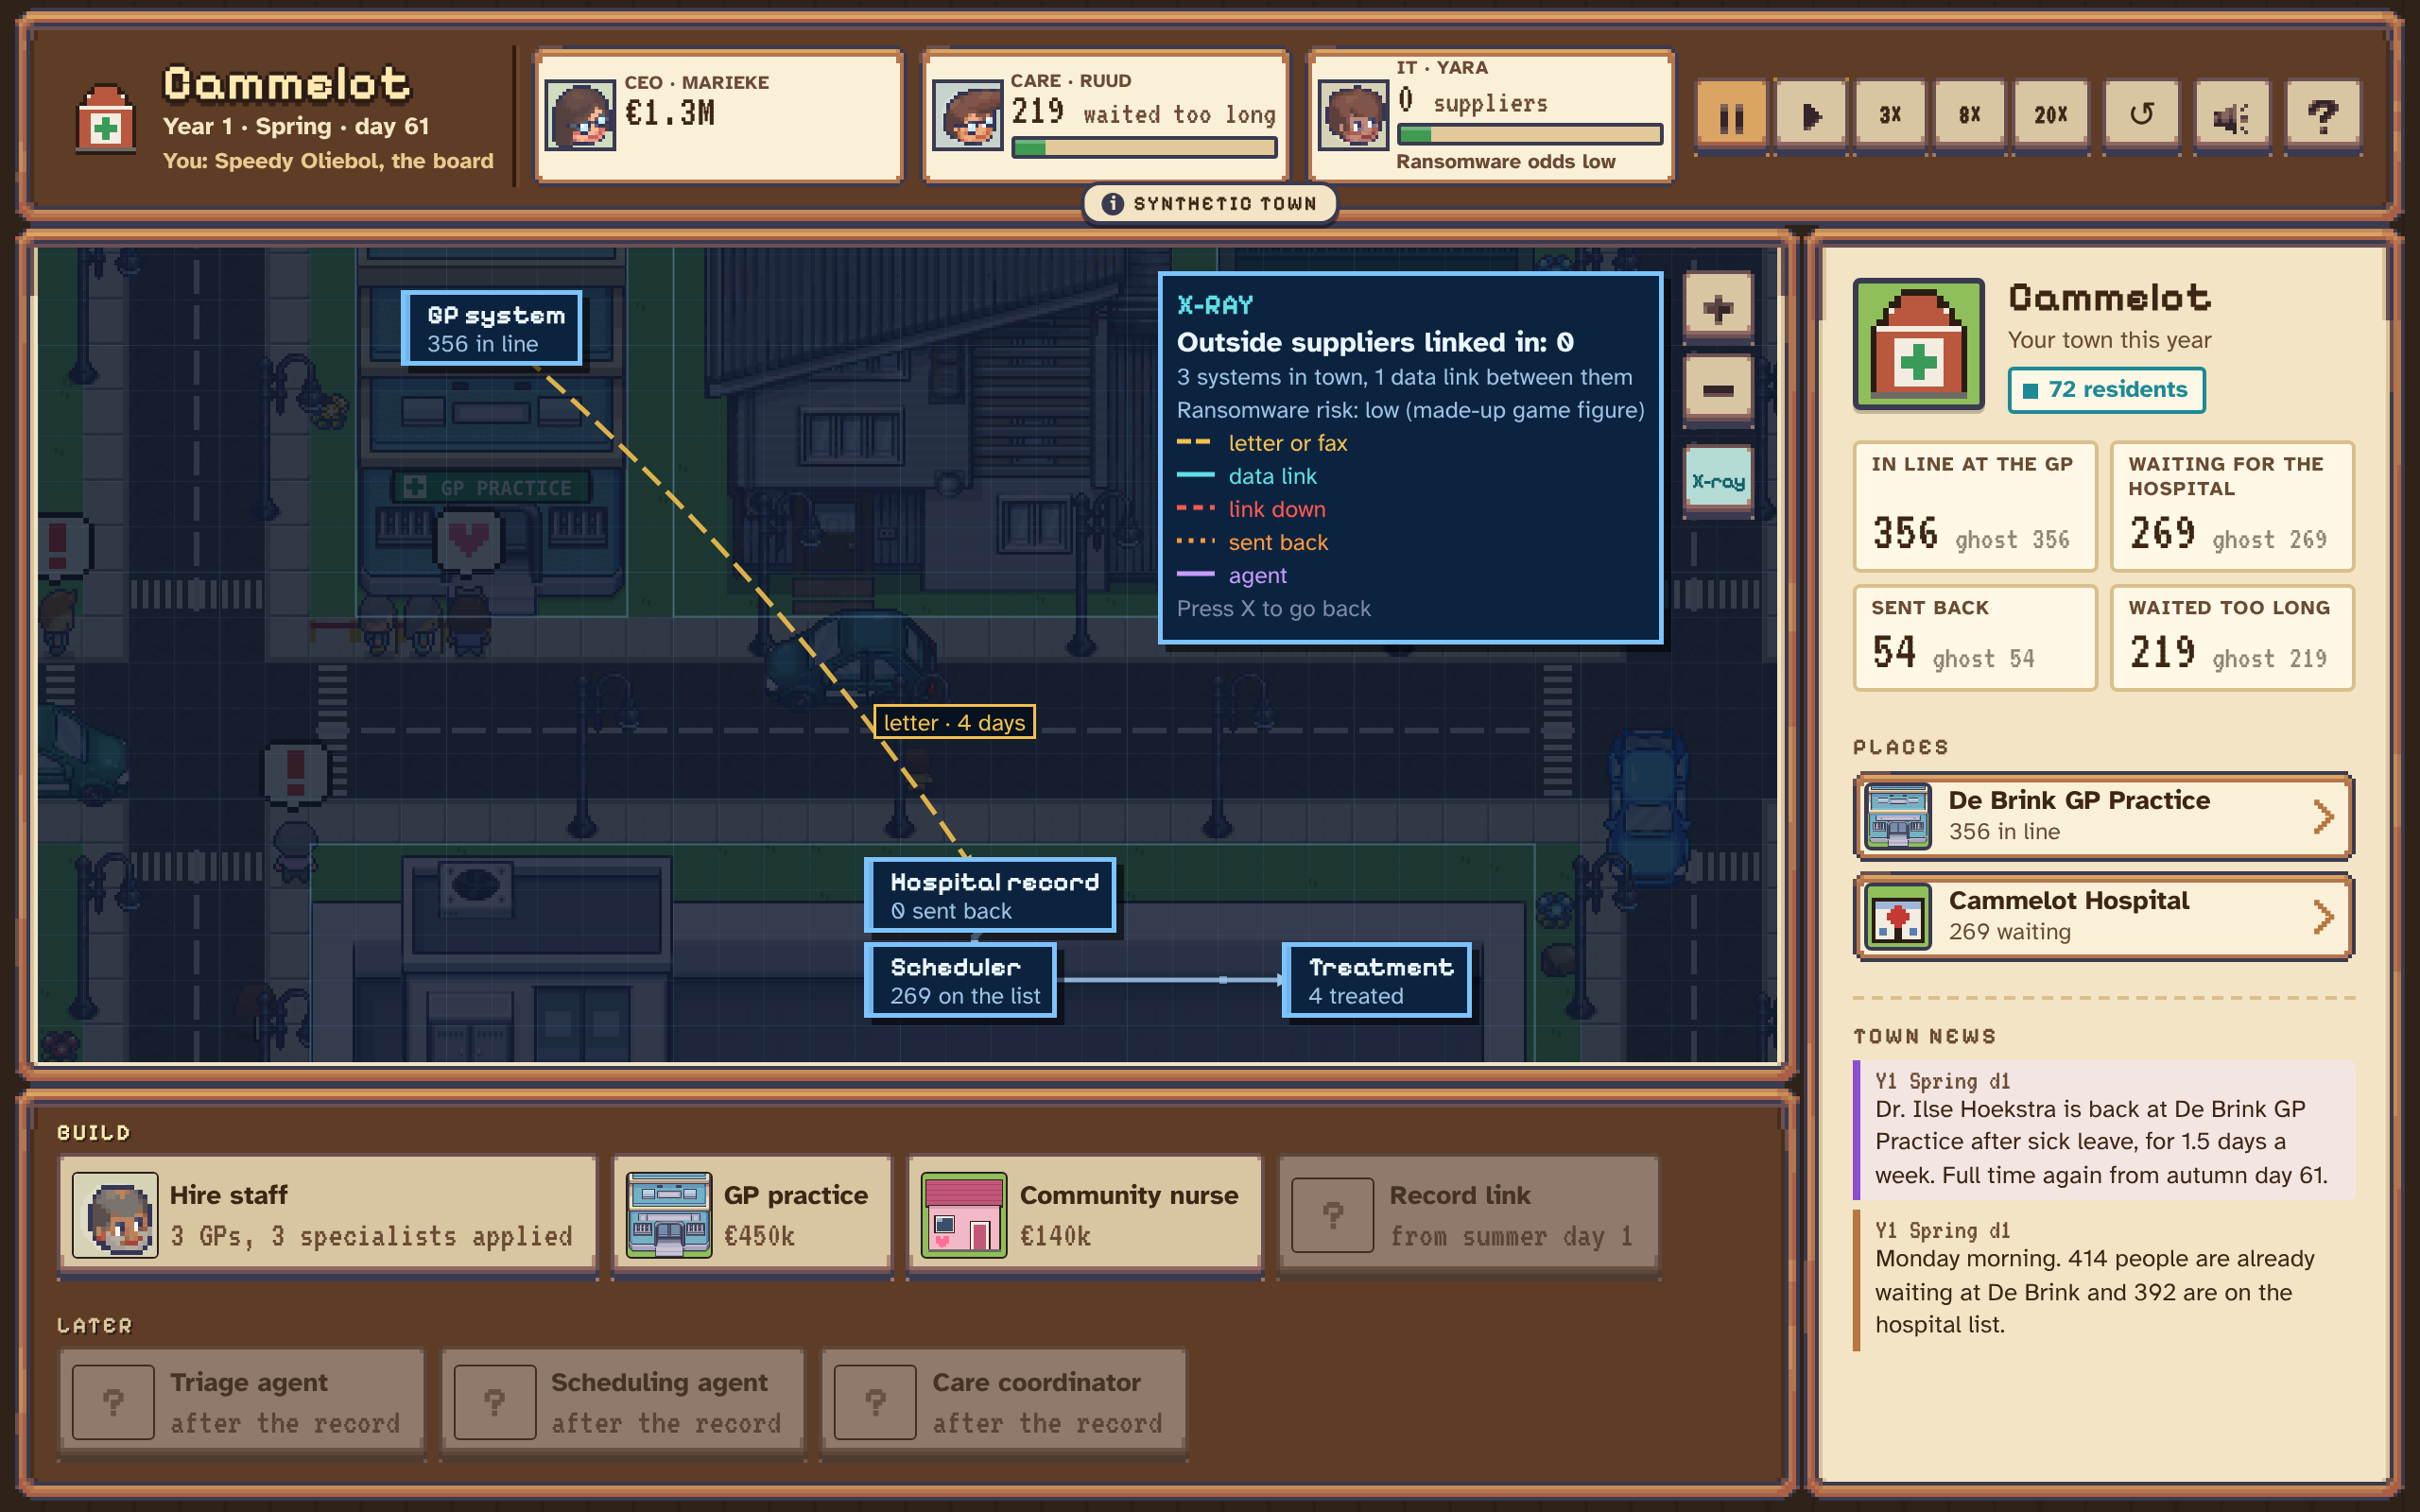 Cammelot
Year 1 · Spring · day 61
You: Speedy Oliebol, the board
CEO · MARIEKE
€1.3M
CARE · RUUD
219 waited too long
IT · YARA
0 suppliers
Ransomware odds low
3X
8X
20X
↺
?
i SYNTHETIC TOWN
GP system
356 in line
GP PRACTICE
letter · 4 days
Hospital record
0 sent back
Scheduler
269 on the list
Treatment
4 treated
X-RAY
Outside suppliers linked in: 0
3 systems in town, 1 data link between them
Ransomware risk: low (made-up game figure)
letter or fax
data link
link down
sent back
agent
Press X to go back
+
−
X-ray
Cammelot
Your town this year
72 residents
IN LINE AT THE GP
356 ghost 356
WAITING FOR THE
HOSPITAL
269 ghost 269
SENT BACK
54 ghost 54
WAITED TOO LONG
219 ghost 219
PLACES
De Brink GP Practice
356 in line
Cammelot Hospital
269 waiting
TOWN NEWS
Y1 Spring d1
Dr. Ilse Hoekstra is back at De Brink GP
Practice after sick leave, for 1.5 days a
week. Full time again from autumn day 61.
Y1 Spring d1
Monday morning. 414 people are already
waiting at De Brink and 392 are on the
hospital list.
BUILD
Hire staff
3 GPs, 3 specialists applied
GP practice
€450k
Community nurse
€140k
?
Record link
from summer day 1
LATER
?
Triage agent
after the record
?
Scheduling agent
after the record
?
Care coordinator
after the record